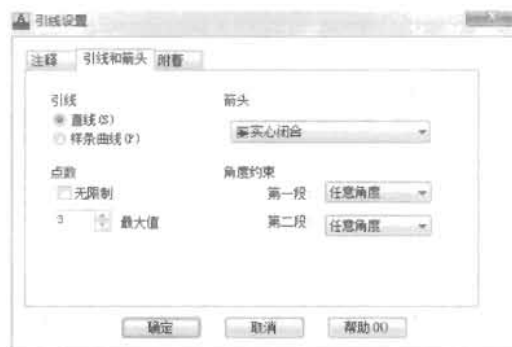 引线设置
注释 引线和箭头 附着
引线 箭头
直线(S)
样条曲线(P)
实心闭合
点数 角度约束
无限制 第一段 任意角度
3 最大值 第二段 任意角度
确定 取消 帮助(H)